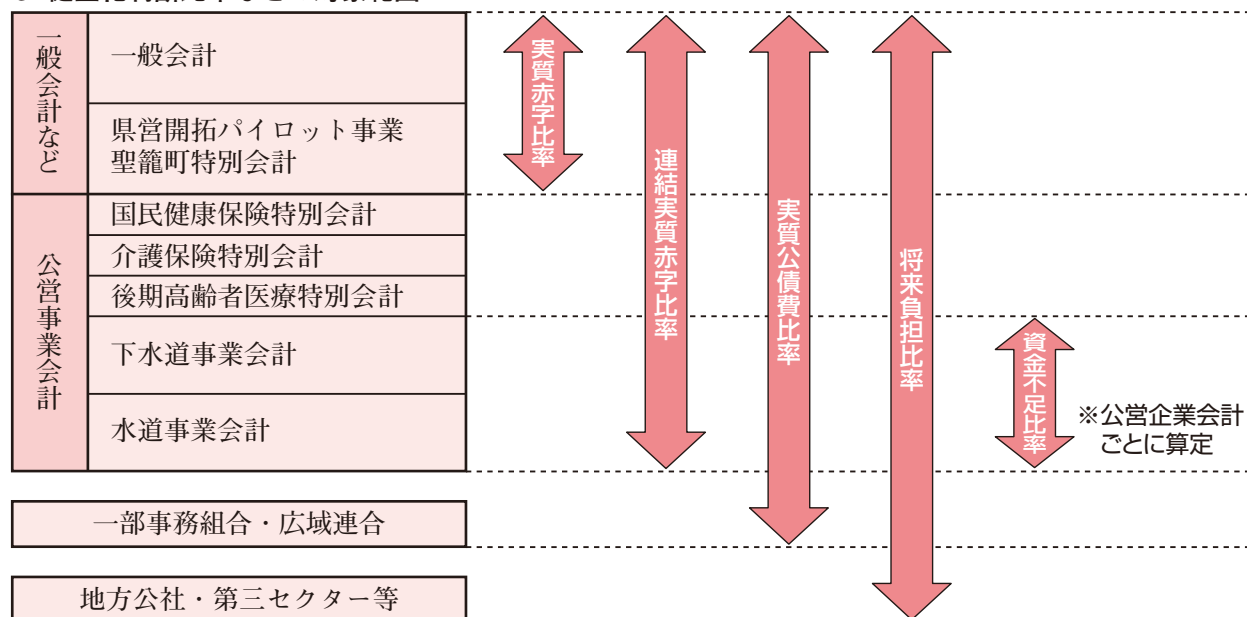 一般会計など
一般会計
県営開拓パイロット事業
聖籠町特別会計
公営事業会計
国民健康保険特別会計
介護保険特別会計
後期高齢者医療特別会計
下水道事業会計
水道事業会計
一部事務組合・広域連合
地方公社・第三セクター等
実質赤字比率
連結実質赤字比率
実質公債費比率
将来負担比率
資金不足比率
※公営企業会計
ごとに算定